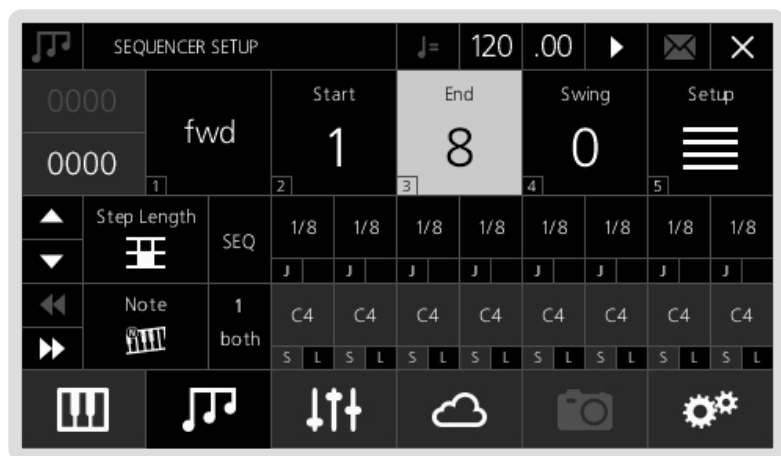 SEQUENCER SETUP = 120 .00
0000 fwd Start End Swing Setup
0000 1 8 0
1 2 3 4 5
Step Length SEQ 1/8 1/8 1/8 1/8 1/8 1/8 1/8 1/8
J J J J J J J J
Note 1 C4 C4 C4 C4 C4 C4 C4 C4
N both S L S L S L S L S L S L S L S L